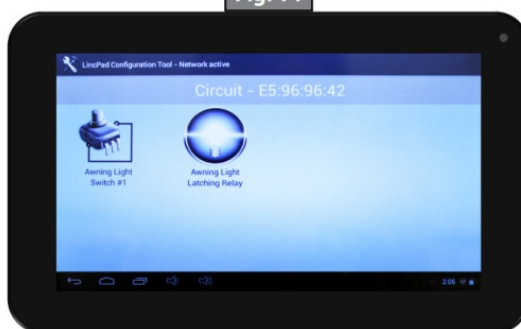 LincPad Configuration Tool - Network active
Circuit - E5:96:96:42
Awning Light
Switch #1
Awning Light
Latching Relay
2:06